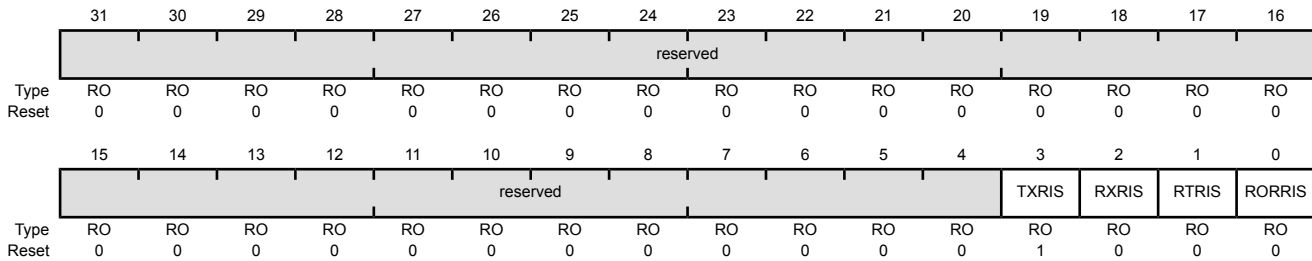 31 30 29 28 27 26 25 24 23 22 21 20 19 18 17 16
reserved
Type RO RO RO RO RO RO RO RO RO RO RO RO RO RO RO RO
Reset 0 0 0 0 0 0 0 0 0 0 0 0 0 0 0 0
15 14 13 12 11 10 9 8 7 6 5 4 3 2 1 0
reserved TXRIS RXRIS RTRIS RORRIS
Type RO RO RO RO RO RO RO RO RO RO RO RO RO RO RO RO
Reset 0 0 0 0 0 0 0 0 0 0 0 0 1 0 0 0